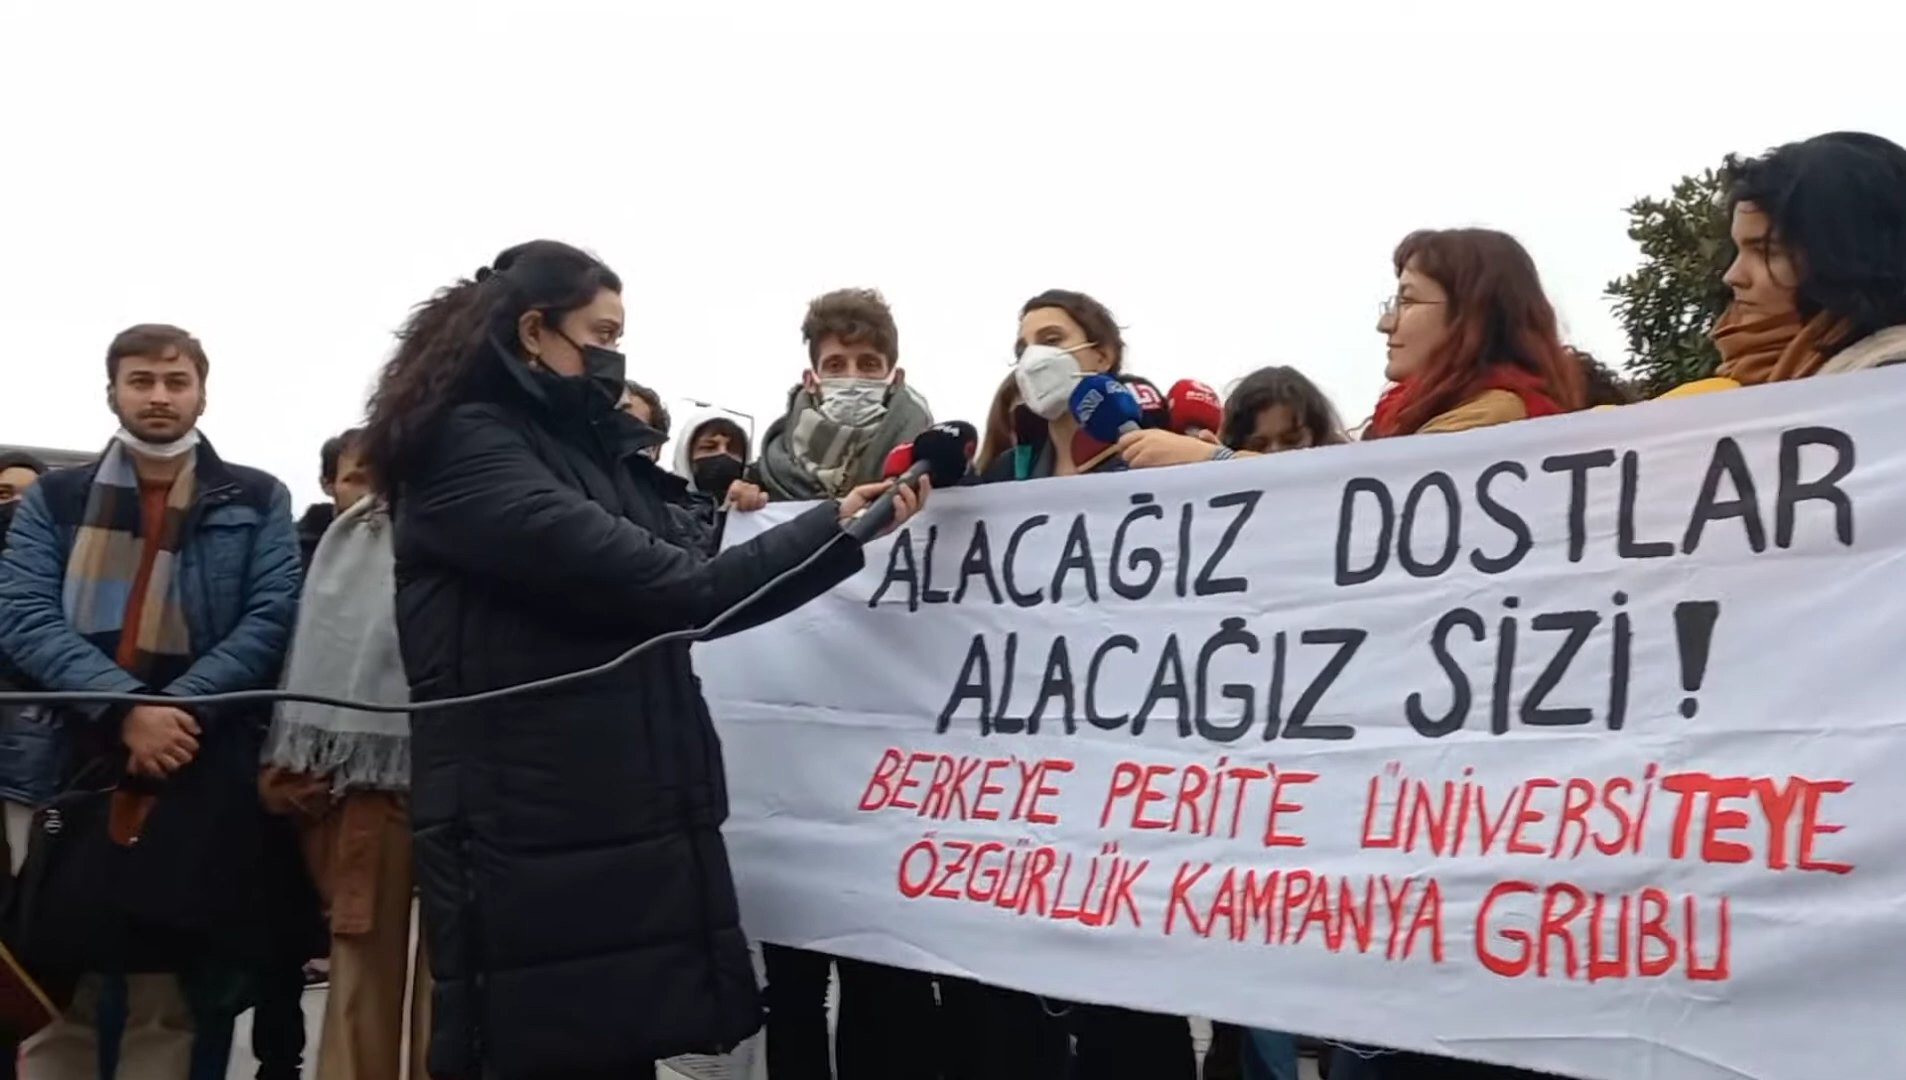 ALACAĞIZ DOSTLAR
ALACAĞIZ SİZİ!
BERKE'YE PERİT'E ÜNİVERSİTEYE
ÖZGÜRLÜK KAMPANYA GRUBU